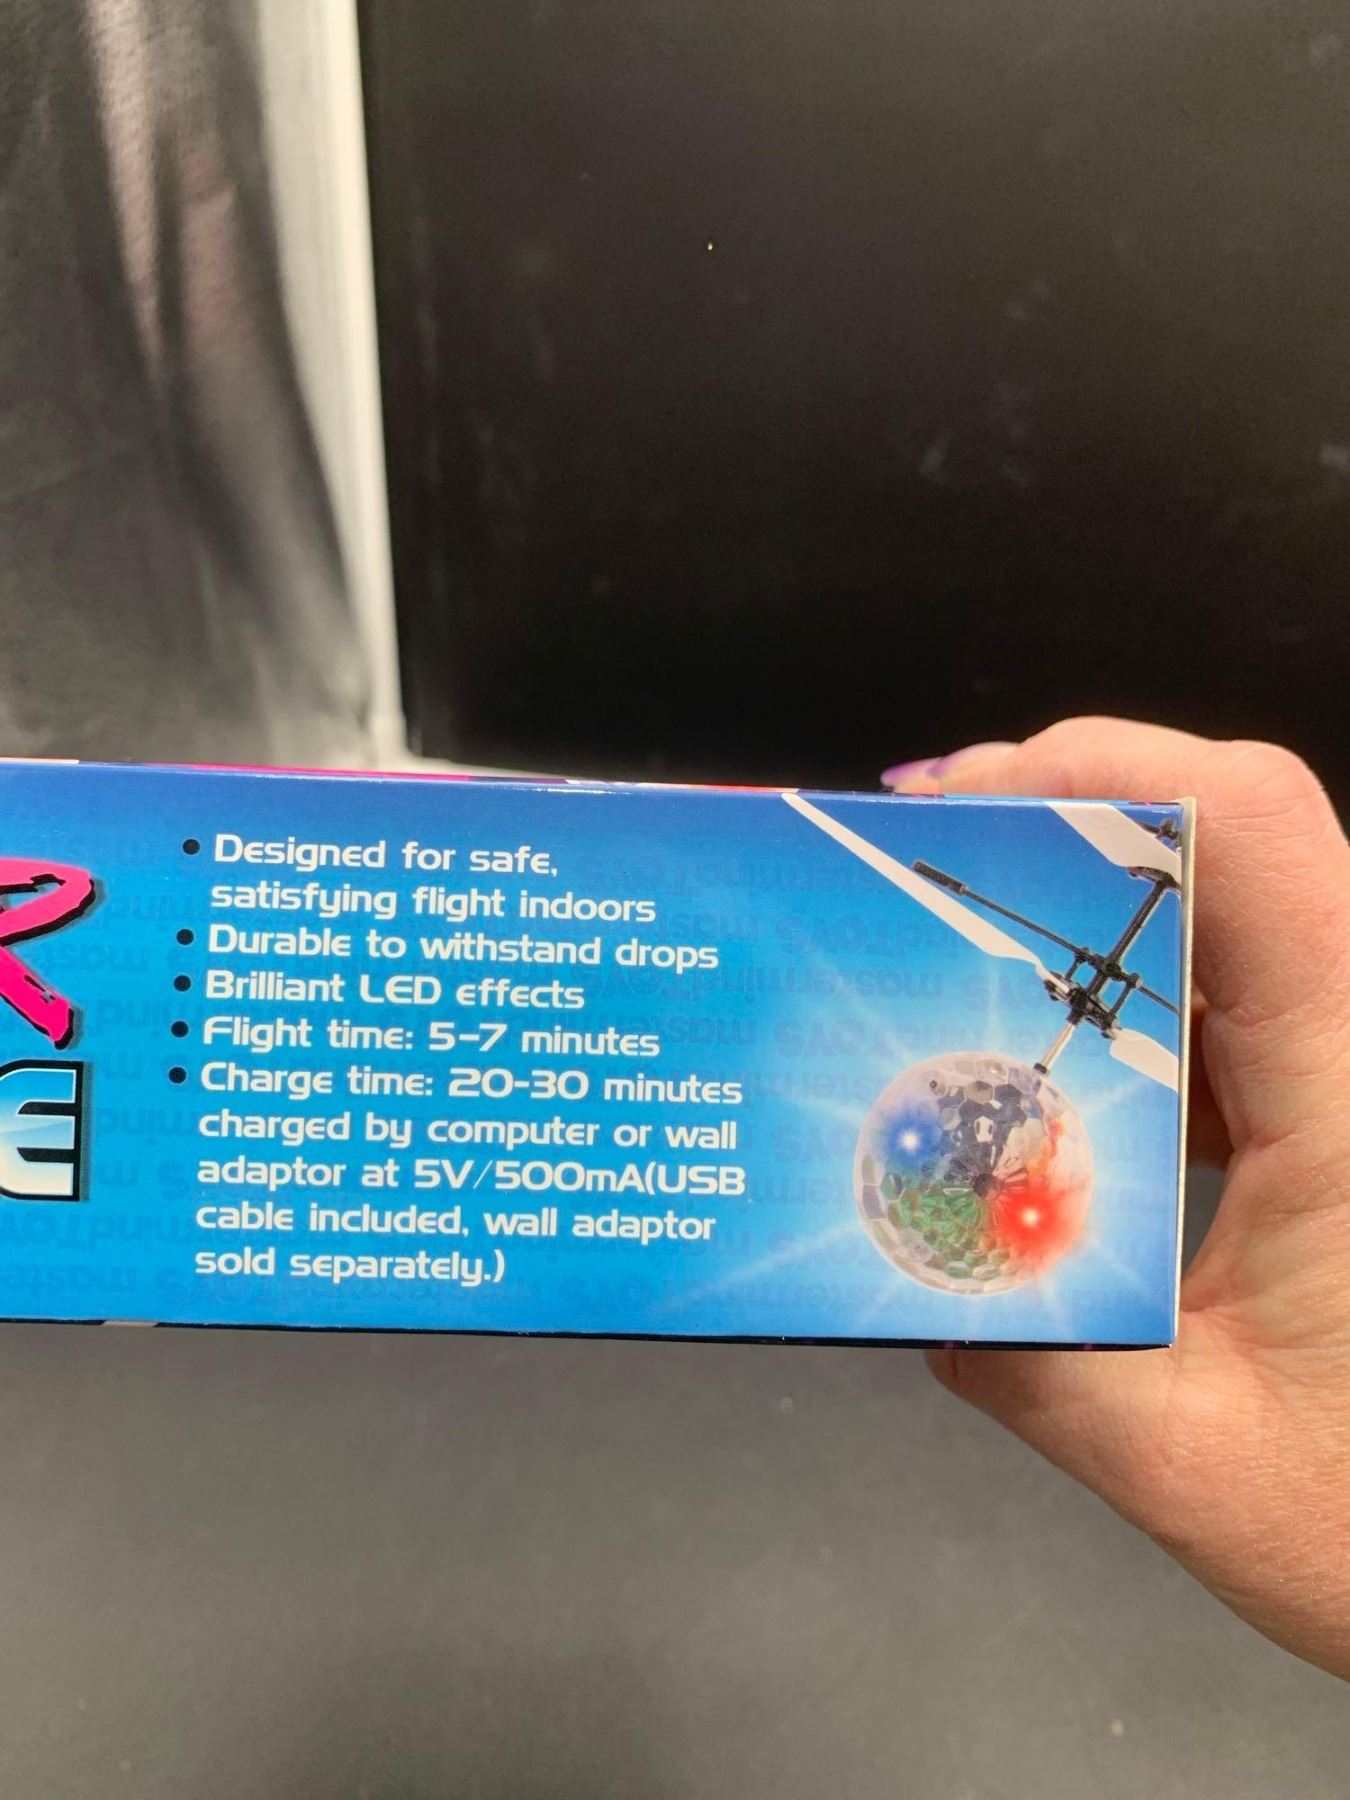 R
E
• Designed for safe,
satisfying flight indoors
• Durable to withstand drops
• Brilliant LED effects
• Flight time: 5-7 minutes
• Charge time: 20-30 minutes
charged by computer or wall
adaptor at 5V/500mA(USB
cable included, wall adaptor
sold separately.)